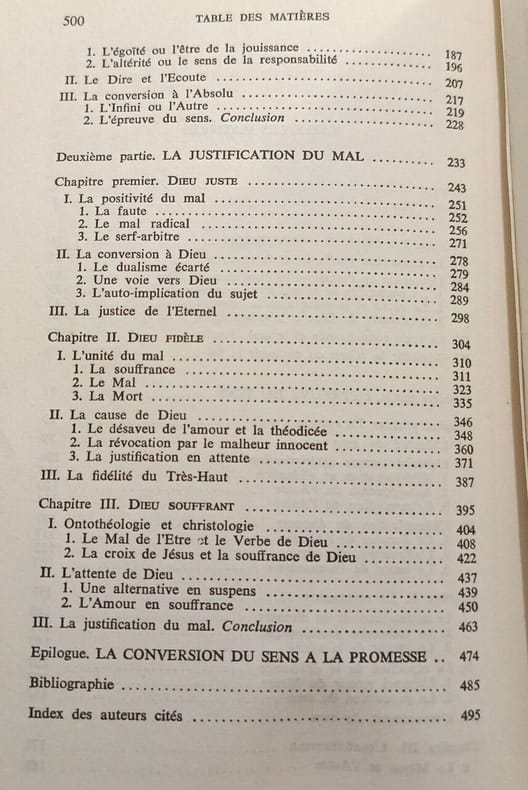 500 TABLE DES MATIÈRES
1. L'égoïté ou l'être de la jouissance .................. 187
2. L'altérité ou le sens de la responsabilité ............ 196
II. Le Dire et l'Ecoute .............................. 207
III. La conversion à l'Absolu ........................ 217
1. L'Infini ou l'Autre .............................. 219
2. L'épreuve du sens. Conclusion .................... 228
Deuxième partie. LA JUSTIFICATION DU MAL .......... 233
Chapitre premier. DIEU JUSTE .......................... 243
I. La positivité du mal .............................. 251
1. La faute ...................................... 252
2. Le mal radical ................................ 256
3. Le serf-arbitre ................................ 271
II. La conversion à Dieu ............................ 278
1. Le dualisme écarté ............................ 279
2. Une voie vers Dieu ............................ 284
3. L'auto-implication du sujet ...................... 289
III. La justice de l'Eternel .......................... 298
Chapitre II. DIEU FIDÈLE .............................. 304
I. L'unité du mal .................................. 310
1. La souffrance .................................. 311
2. Le Mal ........................................ 323
3. La Mort ...................................... 335
II. La cause de Dieu ................................ 346
1. Le désaveu de l'amour et la théodicée .............. 348
2. La révocation par le malheur innocent .............. 360
3. La justification en attente ........................ 371
III. La fidélité du Très-Haut .......................... 387
Chapitre III. DIEU SOUFFRANT .......................... 395
I. Ontothéologie et christologie ...................... 404
1. Le Mal de l'Etre et le Verbe de Dieu .............. 408
2. La croix de Jésus et la souffrance de Dieu .......... 422
II. L'attente de Dieu ................................ 437
1. Une alternative en suspens ...................... 439
2. L'Amour en souffrance .......................... 450
III. La justification du mal. Conclusion ................ 463
Epilogue. LA CONVERSION DU SENS A LA PROMESSE .. 474
Bibliographie ........................................ 485
Index des auteurs cités ................................ 495